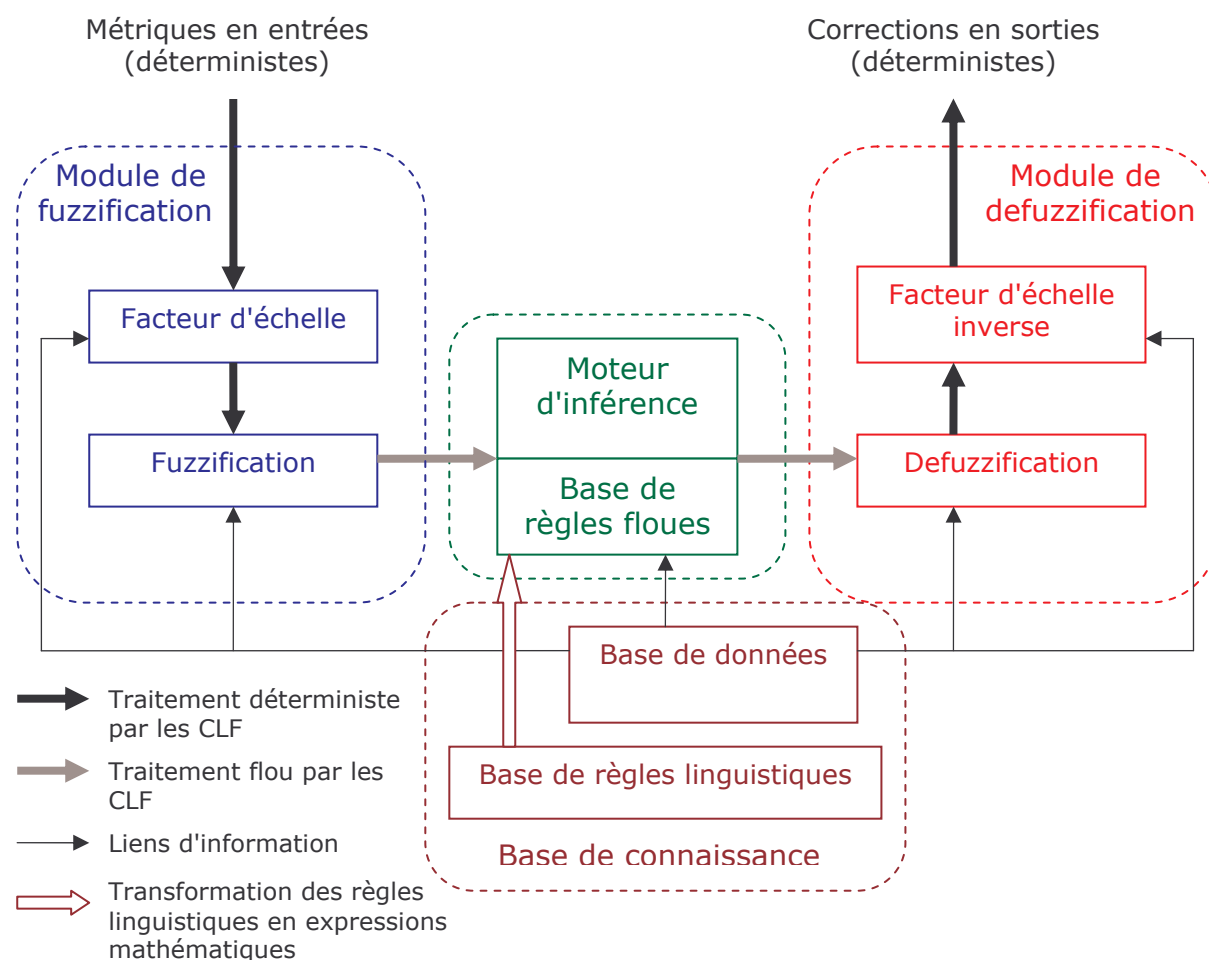 Métriques en entrées
(déterministes)
Corrections en sorties
(déterministes)
Module de
fuzzification
Module de
defuzzification
Facteur d'échelle
Facteur d'échelle
inverse
Moteur
d'inférence
Fuzzification
Defuzzification
Base de
règles floues
Base de données
Traitement déterministe
par les CLF
Base de règles linguistiques
Traitement flou par les
CLF
Liens d'information
Base de connaissance
Transformation des règles
linguistiques en expressions
mathématiques